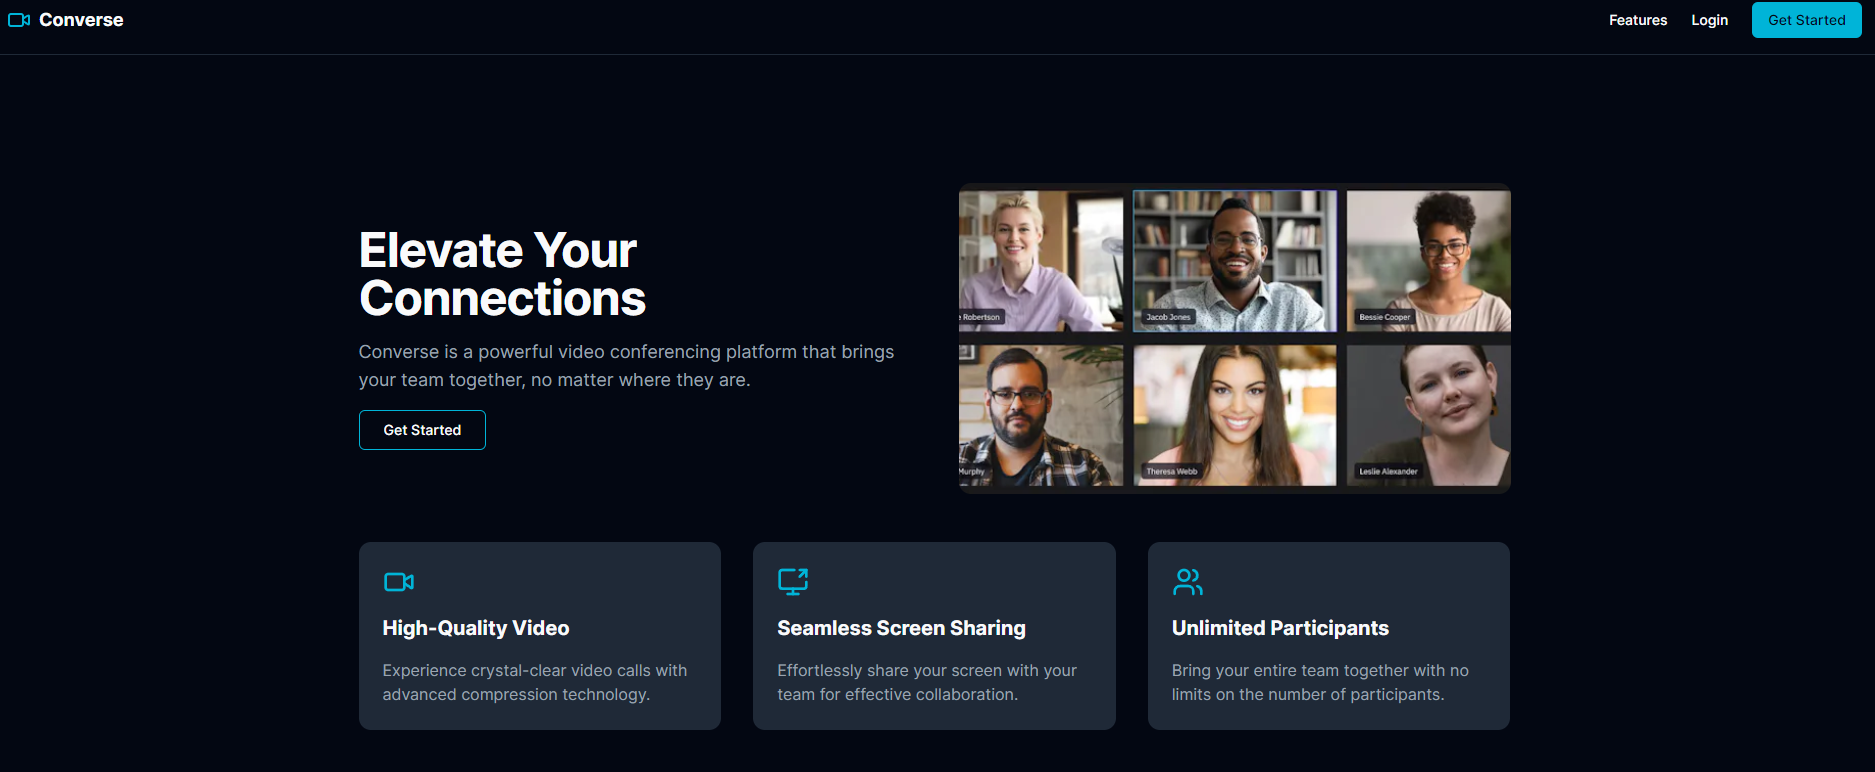 Converse
Features
Login
Get Started
Elevate Your
Connections
Converse is a powerful video conferencing platform that brings
your team together, no matter where they are.
Get Started
e Robertson
Jacob Jones
Bessie Cooper
Murphy
Theresa Webb
Leslie Alexander
High-Quality Video
Experience crystal-clear video calls with
advanced compression technology.
Seamless Screen Sharing
Effortlessly share your screen with your
team for effective collaboration.
Unlimited Participants
Bring your entire team together with no
limits on the number of participants.